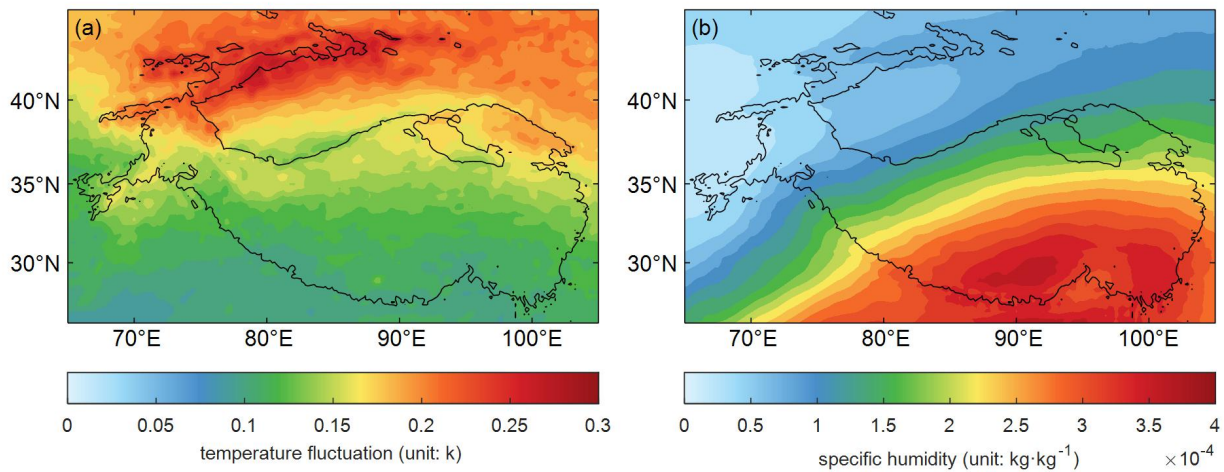 (a)
(b)
40°N
35°N
30°N
70°E 80°E 90°E 100°E
40°N
35°N
30°N
70°E 80°E 90°E 100°E
0 0.05 0.1 0.15 0.2 0.25 0.3
temperature fluctuation (unit: k)
0 0.5 1 1.5 2 2.5 3 3.5 4
specific humidity (unit: kg·kg⁻¹) ×10⁻⁴